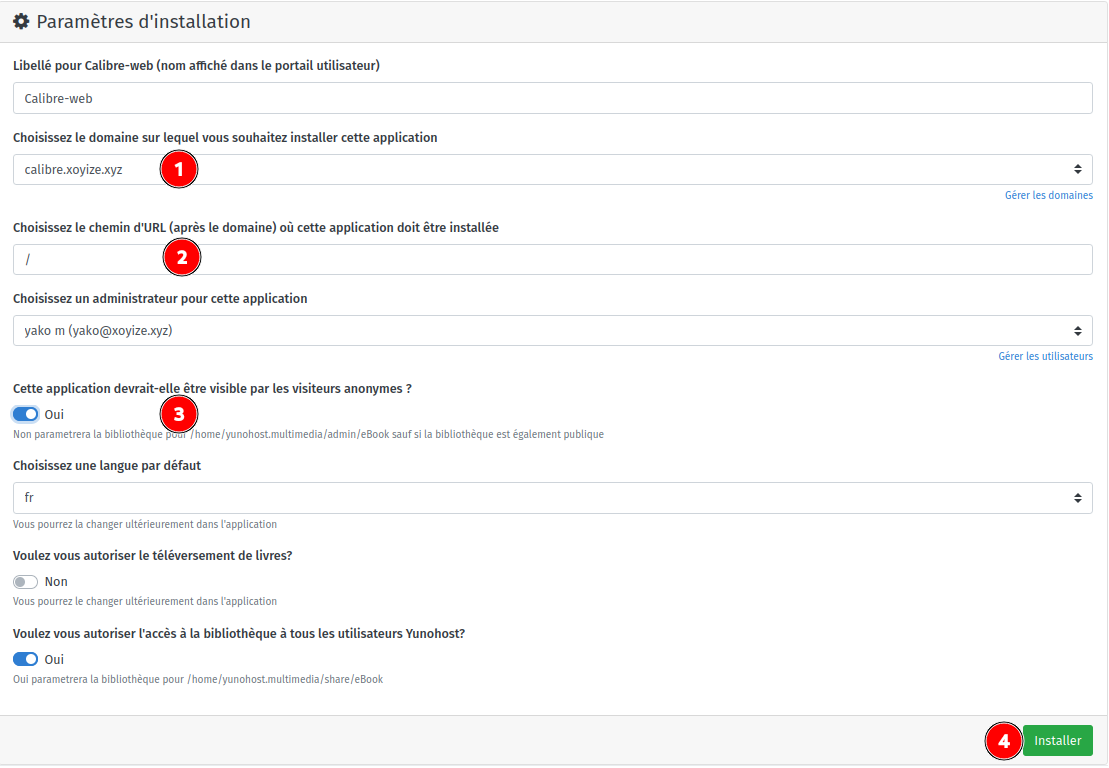 Paramètres d'installation
Libellé pour Calibre-web (nom affiché dans le portail utilisateur)
Calibre-web
Choisissez le domaine sur lequel vous souhaitez installer cette application
calibre.xoyize.xyz 1
Gérer les domaines
Choisissez le chemin d'URL (après le domaine) où cette application doit être installée
/ 2
Choisissez un administrateur pour cette application
yako m (yako@xoyize.xyz)
Gérer les utilisateurs
Cette application devrait-elle être visible par les visiteurs anonymes ?
Oui 3
Non parametrera la bibliothèque pour /home/yunohost.multimedia/admin/eBook sauf si la bibliothèque est également publique
Choisissez une langue par défaut
fr
Vous pourrez la changer ultérieurement dans l'application
Voulez vous autoriser le téléversement de livres?
Non
Vous pourrez le changer ultérieurement dans l'application
Voulez vous autoriser l'accès à la bibliothèque à tous les utilisateurs Yunohost?
Oui
Oui parametrera la bibliothèque pour /home/yunohost.multimedia/share/eBook
4 Installer